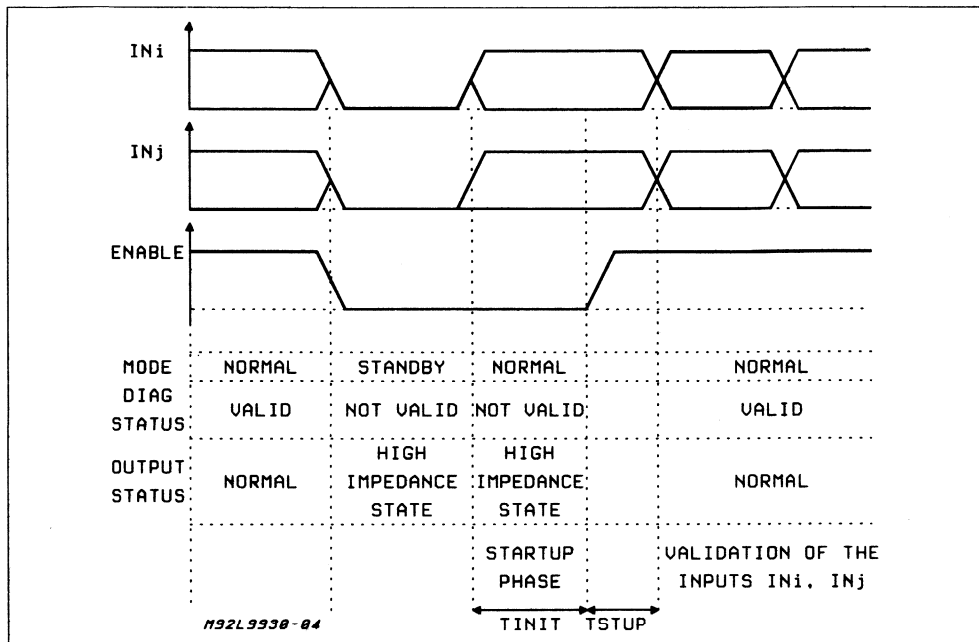 INi
INj
ENABLE
MODE NORMAL STANDBY NORMAL NORMAL
DIAG STATUS VALID NOT VALID NOT VALID VALID
OUTPUT STATUS NORMAL HIGH IMPEDANCE STATE HIGH IMPEDANCE STATE NORMAL
STARTUP PHASE VALIDATION OF THE INPUTS INi, INj
M92L9930-04 TINIT TSTUP